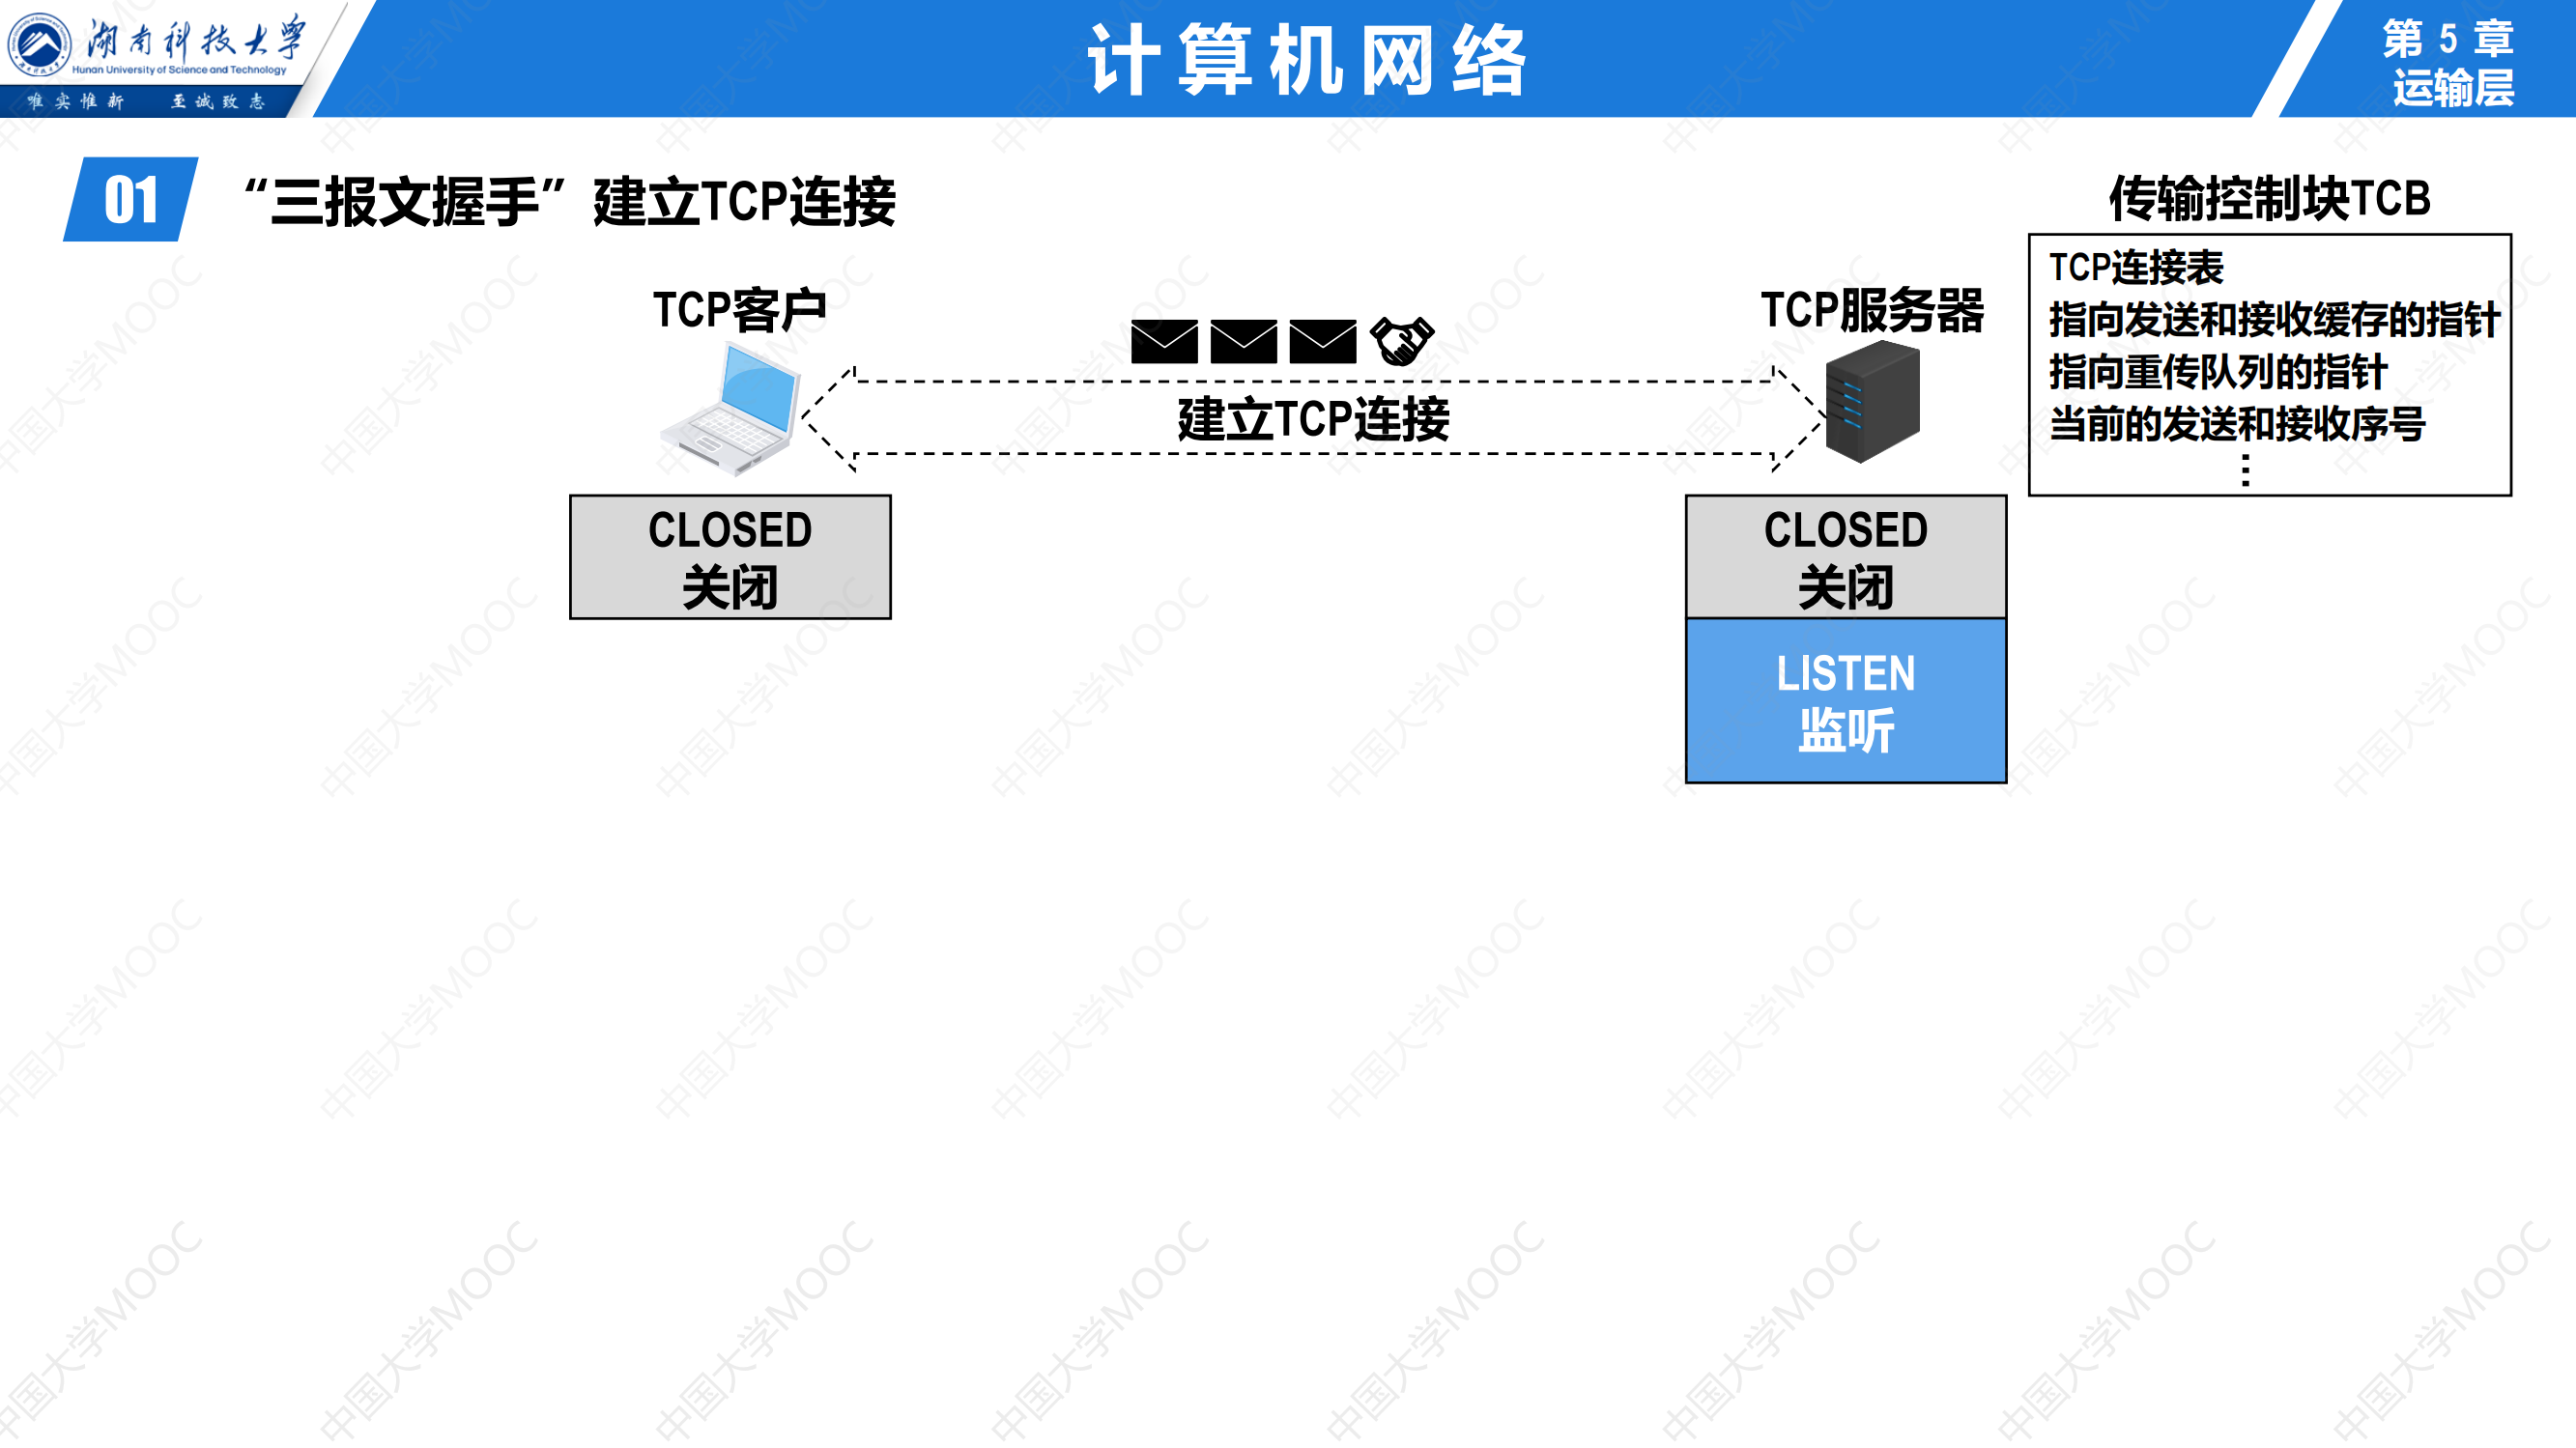 湖南科技大学
Hunan University of Science and Technology
唯实惟新 至诚致志
计算机网络
第 5 章
运输层
01
“三报文握手”建立TCP连接
传输控制块TCB
TCP连接表
指向发送和接收缓存的指针
指向重传队列的指针
当前的发送和接收序号
⋮
TCP客户
TCP服务器
建立TCP连接
CLOSED
关闭
CLOSED
关闭
LISTEN
监听
中国大学MOOC